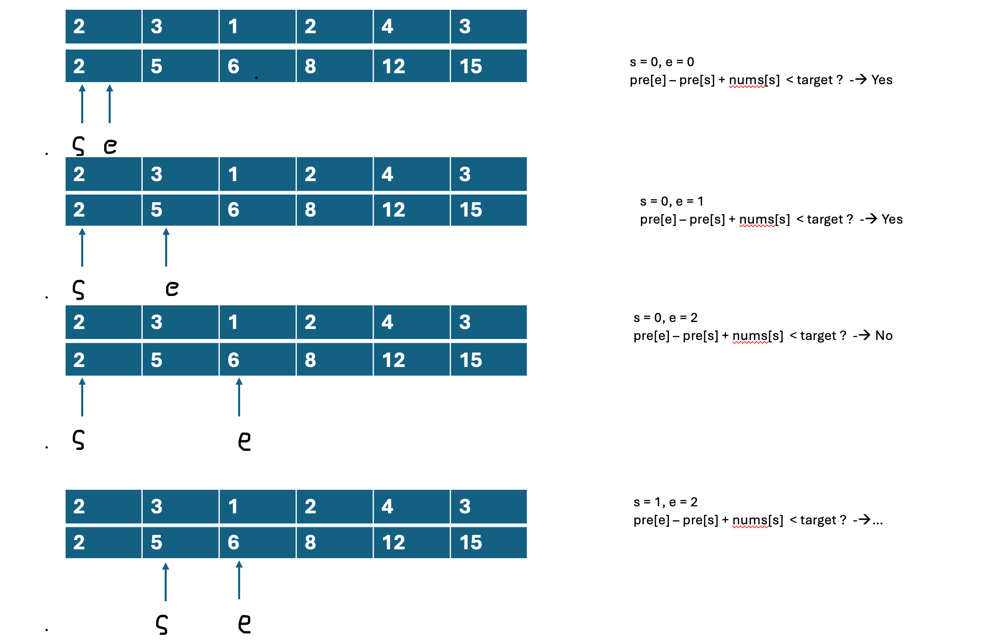 2 3 1 2 4 3
2 5 6 8 12 15
s = 0, e = 0
pre[e] – pre[s] + nums[s] < target ? -→ Yes
s e
2 3 1 2 4 3
2 5 6 8 12 15
s = 0, e = 1
pre[e] – pre[s] + nums[s] < target ? -→ Yes
s e
2 3 1 2 4 3
2 5 6 8 12 15
s = 0, e = 2
pre[e] – pre[s] + nums[s] < target ? -→ No
s e
2 3 1 2 4 3
2 5 6 8 12 15
s = 1, e = 2
pre[e] – pre[s] + nums[s] < target ? -→...
s e